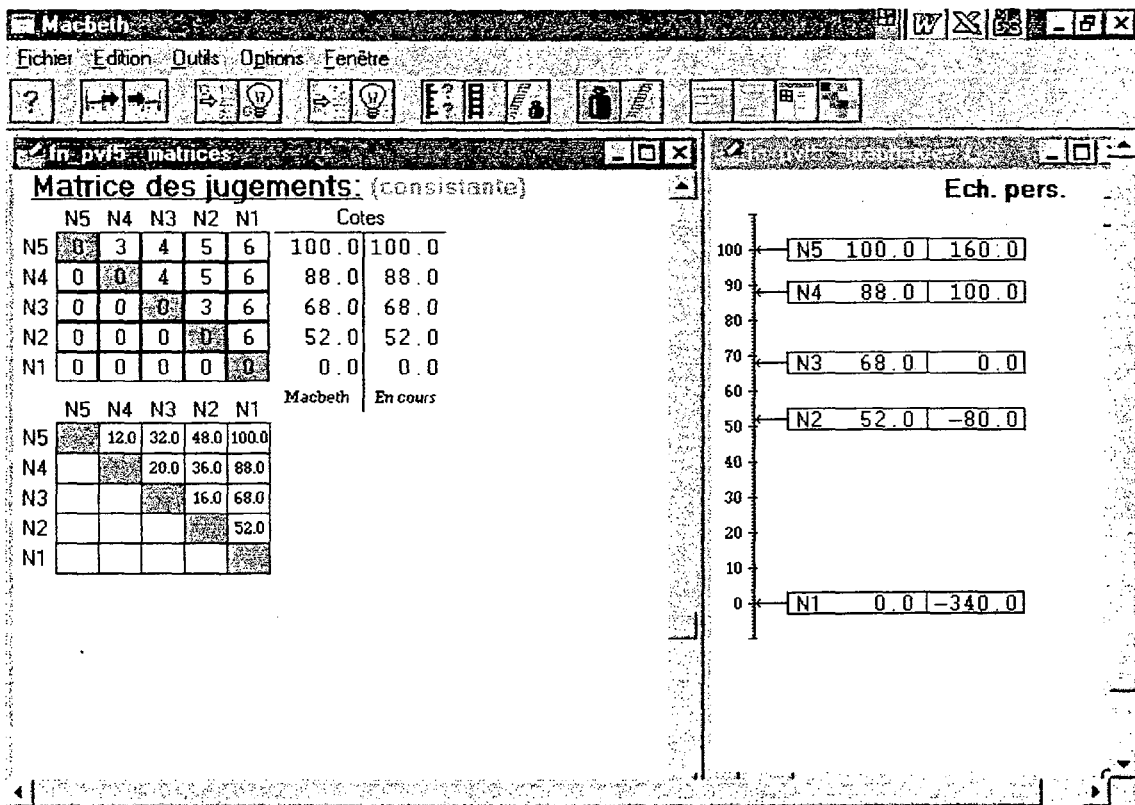 Macbeth
Fichier Edition Outils Options Fenêtre
?
fn_pvf5 - matrices
Matrice des jugements: (consistante)
Ech. pers.
N5 N4 N3 N2 N1 Cotes
N5 0 3 4 5 6 100.0 100.0
N4 0 0 4 5 6 88.0 88.0
N3 0 0 0 3 6 68.0 68.0
N2 0 0 0 0 6 52.0 52.0
N1 0 0 0 0 0 0.0 0.0
Macbeth En cours
N5 N4 N3 N2 N1
N5 12.0 32.0 48.0 100.0
N4 20.0 36.0 88.0
N3 16.0 68.0
N2 52.0
N1
100 N5 100.0 160.0
90 N4 88.0 100.0
80
70 N3 68.0 0.0
60
50 N2 52.0 -80.0
40
30
20
10
0 N1 0.0 -340.0